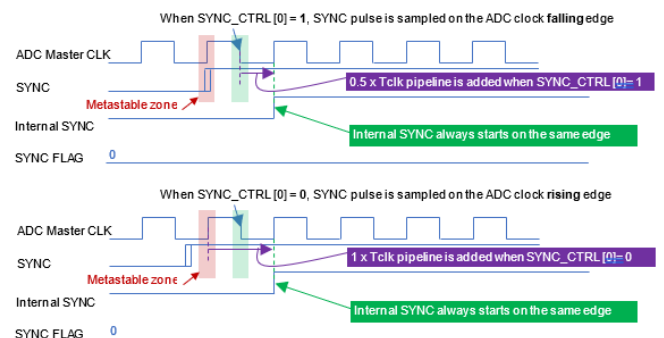 When SYNC_CTRL[0] = 1, SYNC pulse is sampled on the ADC clock falling edge
ADC Master CLK
SYNC
0.5 x Tclk pipeline is added when SYNC_CTRL[0]= 1
Metastable zone
Internal SYNC
Internal SYNC always starts on the same edge
SYNC FLAG
0
When SYNC_CTRL[0] = 0, SYNC pulse is sampled on the ADC clock rising edge
ADC Master CLK
SYNC
1 x Tclk pipeline is added when SYNC_CTRL[0]=0
Metastable zone
Internal SYNC
Internal SYNC always starts on the same edge
SYNC FLAG
0